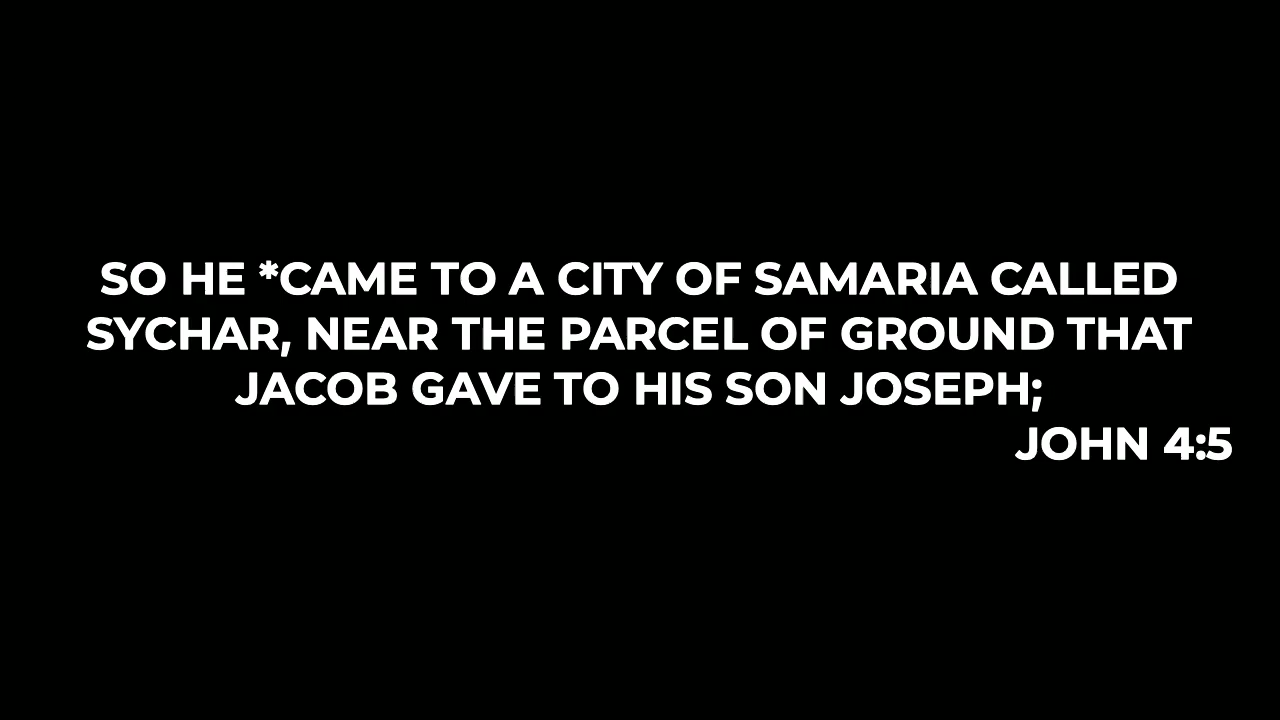 SO HE *CAME TO A CITY OF SAMARIA CALLED
SYCHAR, NEAR THE PARCEL OF GROUND THAT
JACOB GAVE TO HIS SON JOSEPH;
JOHN 4:5